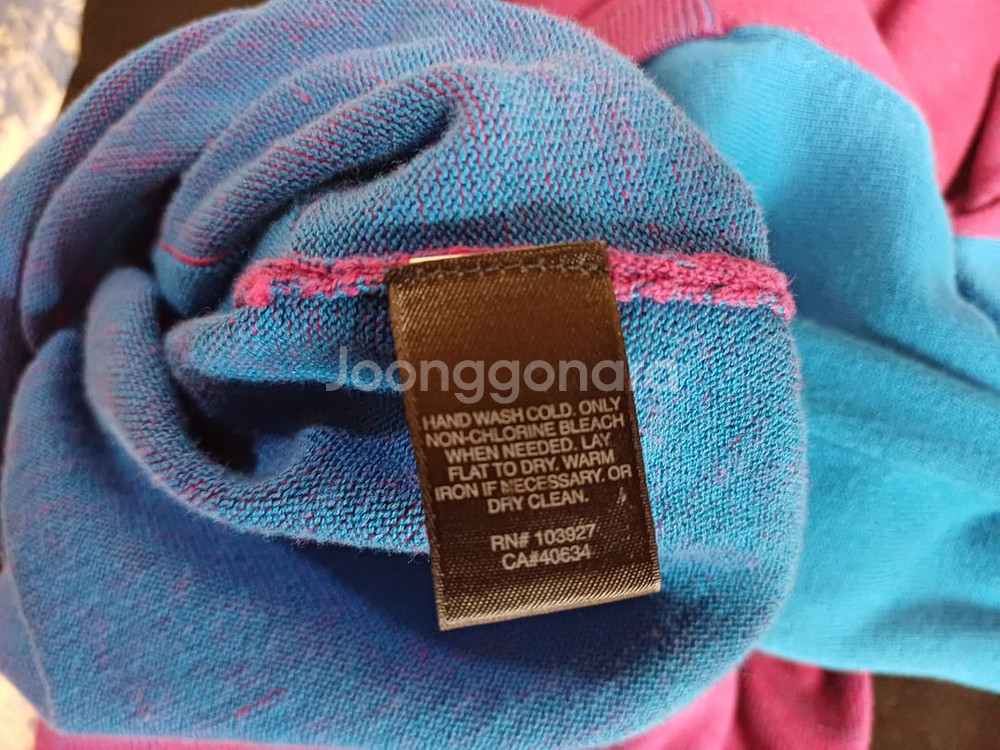 Joonggonara
HAND WASH COLD. ONLY
NON-CHLORINE BLEACH
WHEN NEEDED. LAY
FLAT TO DRY. WARM
IRON IF NECESSARY. OR
DRY CLEAN.
RN# 103927
CA#40634